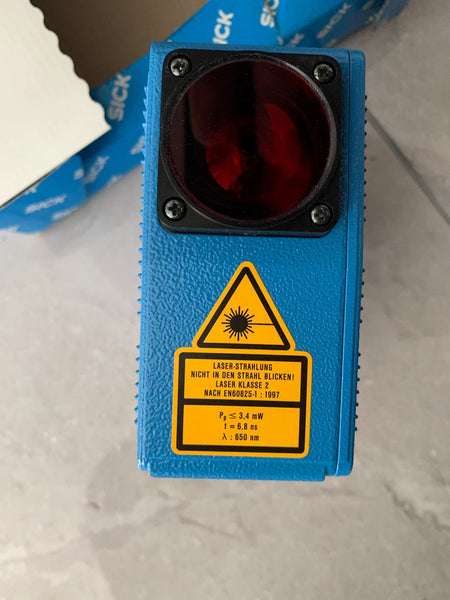 SICK
SICK
SICK
SICK
SICK
LASER-STRAHLUNG
NICHT IN DEN STRAHL BLICKEN!
LASER KLASSE 2
NACH EN60825-1 : 1997
Pp ≤ 3.4 mW
t = 6.8 ns
λ : 650 nm